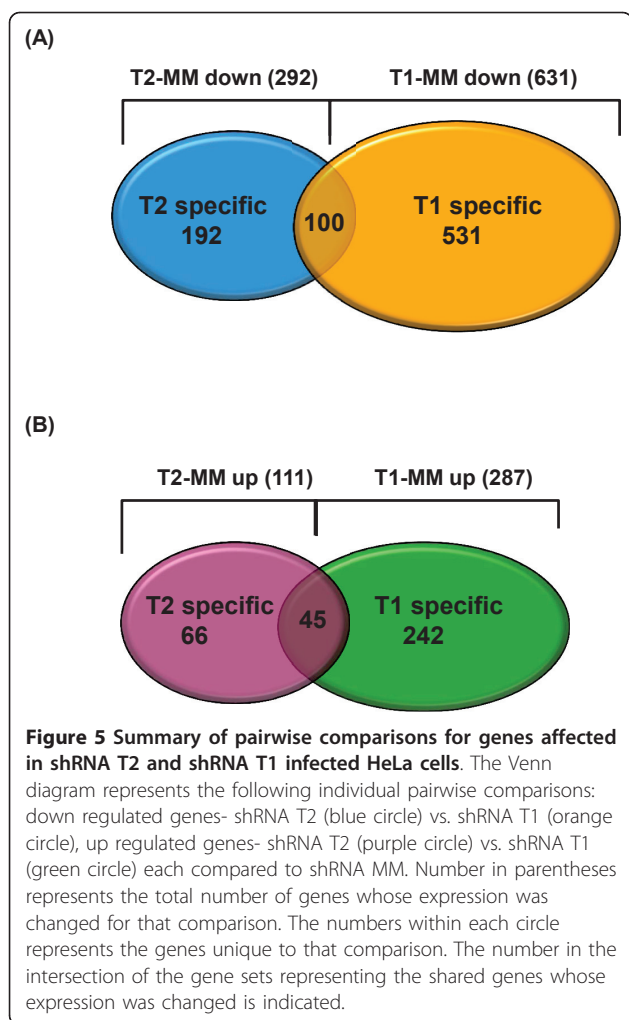 (A)
T2-MM down (292) T1-MM down (631)
T2 specific
192
100
T1 specific
531
(B)
T2-MM up (111) T1-MM up (287)
T2 specific
66
45
T1 specific
242
Figure 5 Summary of pairwise comparisons for genes affected
in shRNA T2 and shRNA T1 infected HeLa cells. The Venn
diagram represents the following individual pairwise comparisons:
down regulated genes- shRNA T2 (blue circle) vs. shRNA T1 (orange
circle), up regulated genes- shRNA T2 (purple circle) vs. shRNA T1
(green circle) each compared to shRNA MM. Number in parentheses
represents the total number of genes whose expression was
changed for that comparison. The numbers within each circle
represents the genes unique to that comparison. The number in the
intersection of the gene sets representing the shared genes whose
expression was changed is indicated.